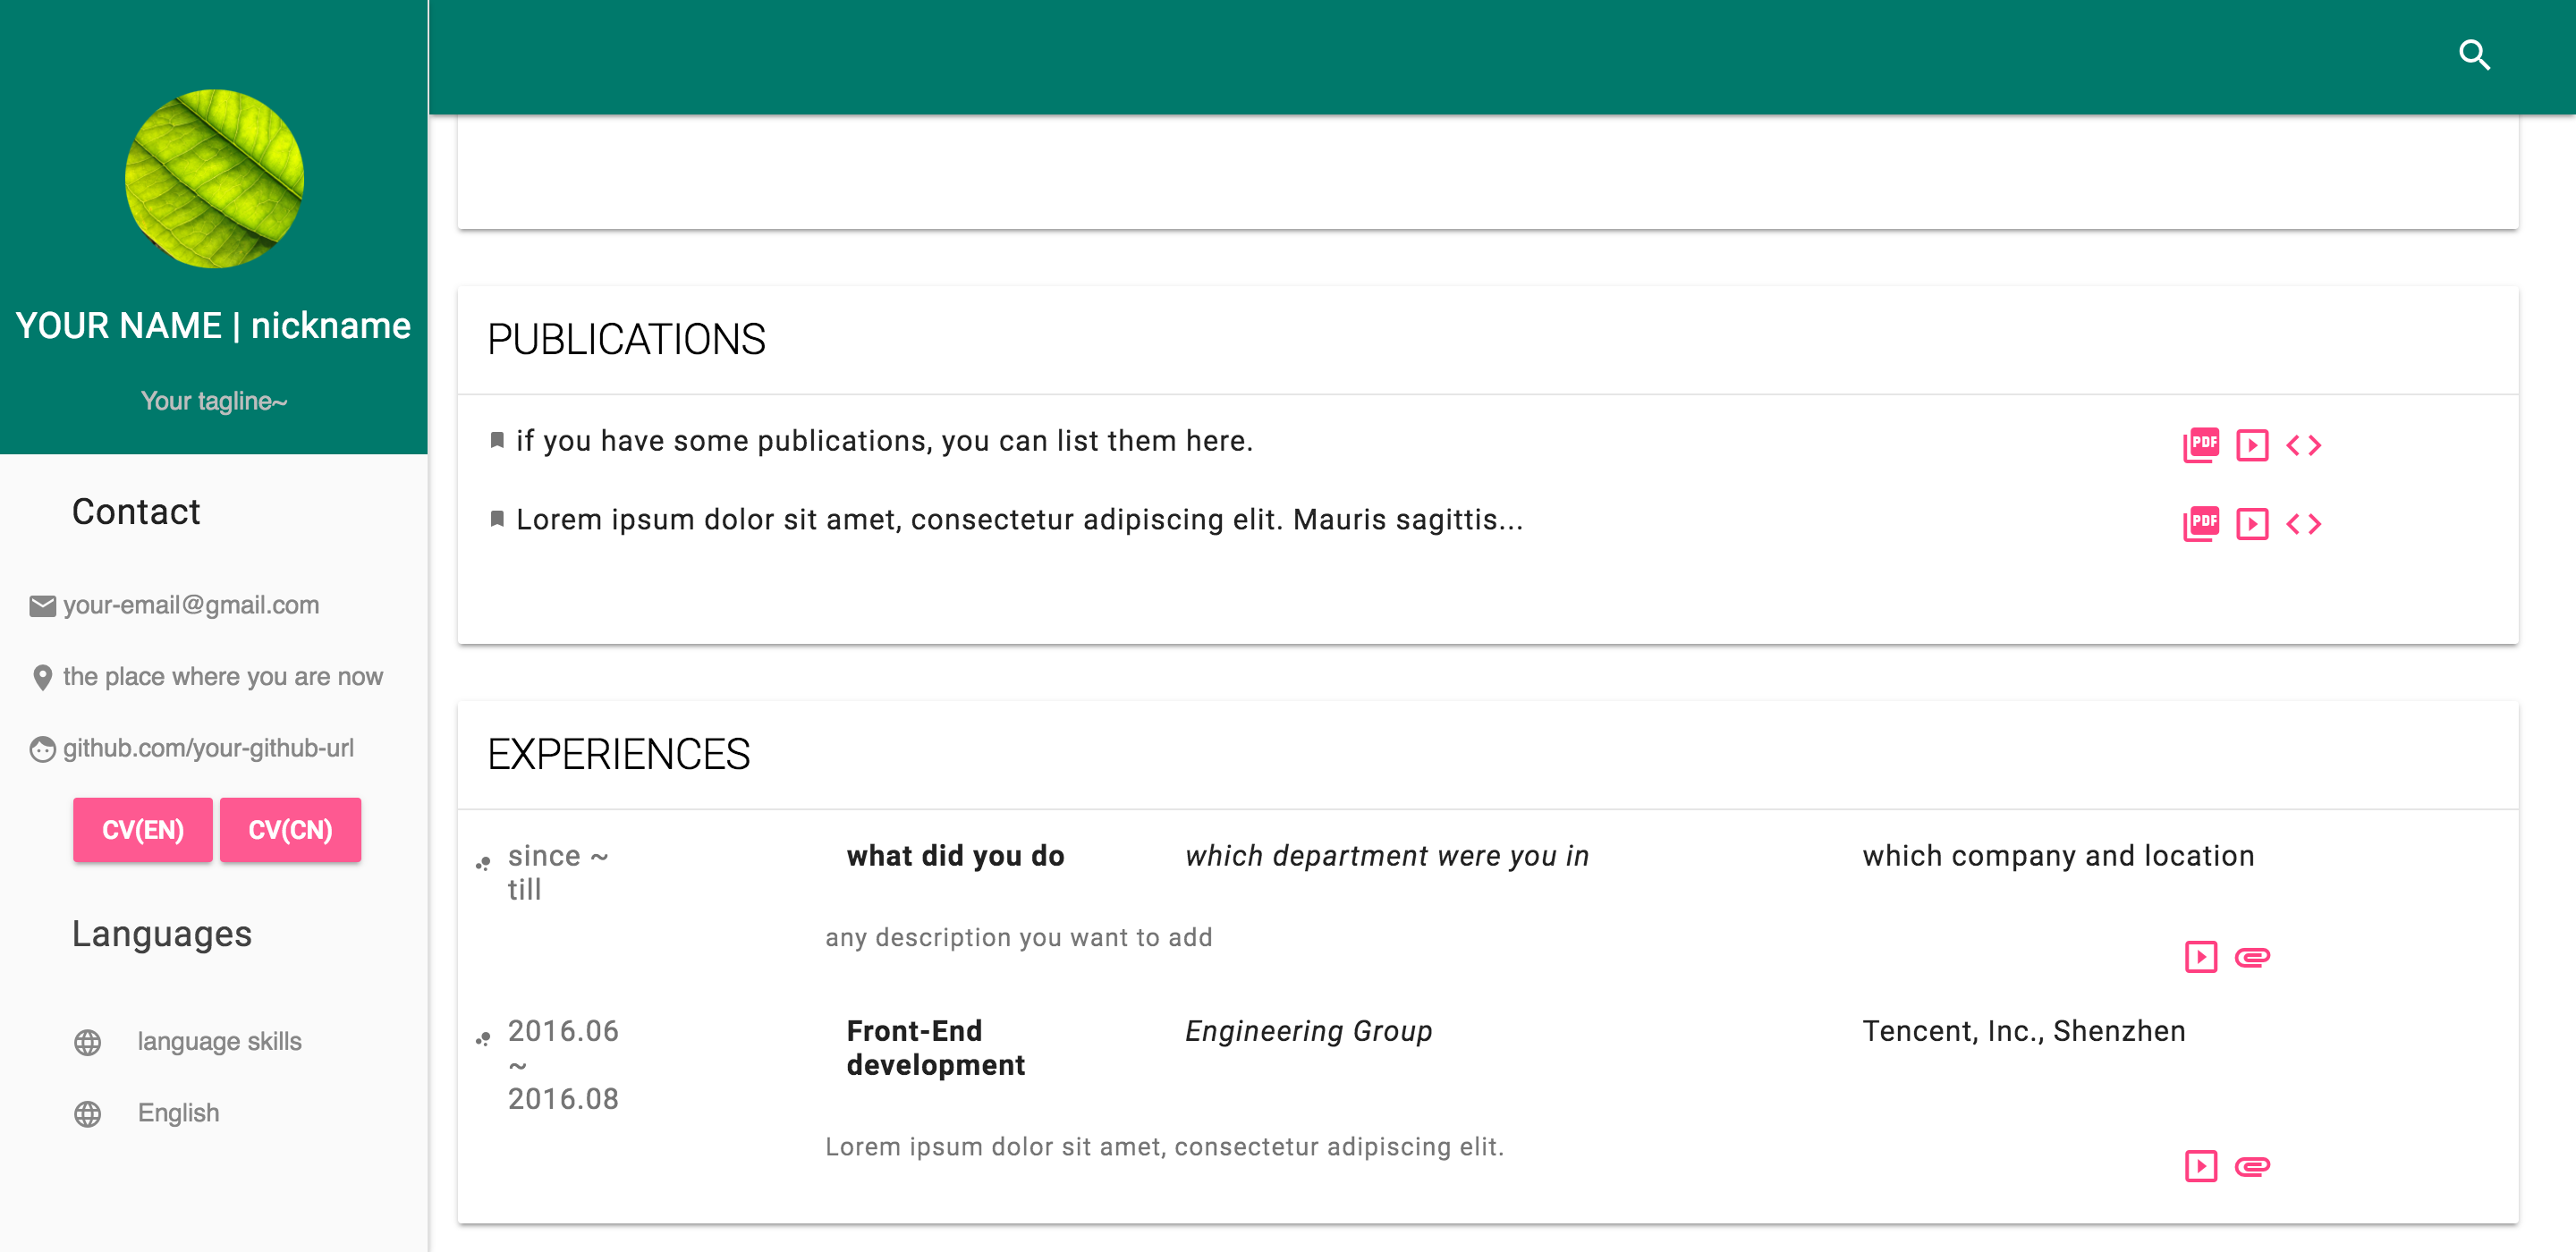 YOUR NAME | nickname
Your tagline~
Contact
your-email@gmail.com
the place where you are now
github.com/your-github-url
CV(EN) CV(CN)
Languages
language skills
English
PUBLICATIONS
if you have some publications, you can list them here.
PDF
Lorem ipsum dolor sit amet, consectetur adipiscing elit. Mauris sagittis...
PDF
EXPERIENCES
since ~
till
what did you do
which department were you in
which company and location
any description you want to add
2016.06
~
2016.08
Front-End
development
Engineering Group
Tencent, Inc., Shenzhen
Lorem ipsum dolor sit amet, consectetur adipiscing elit.